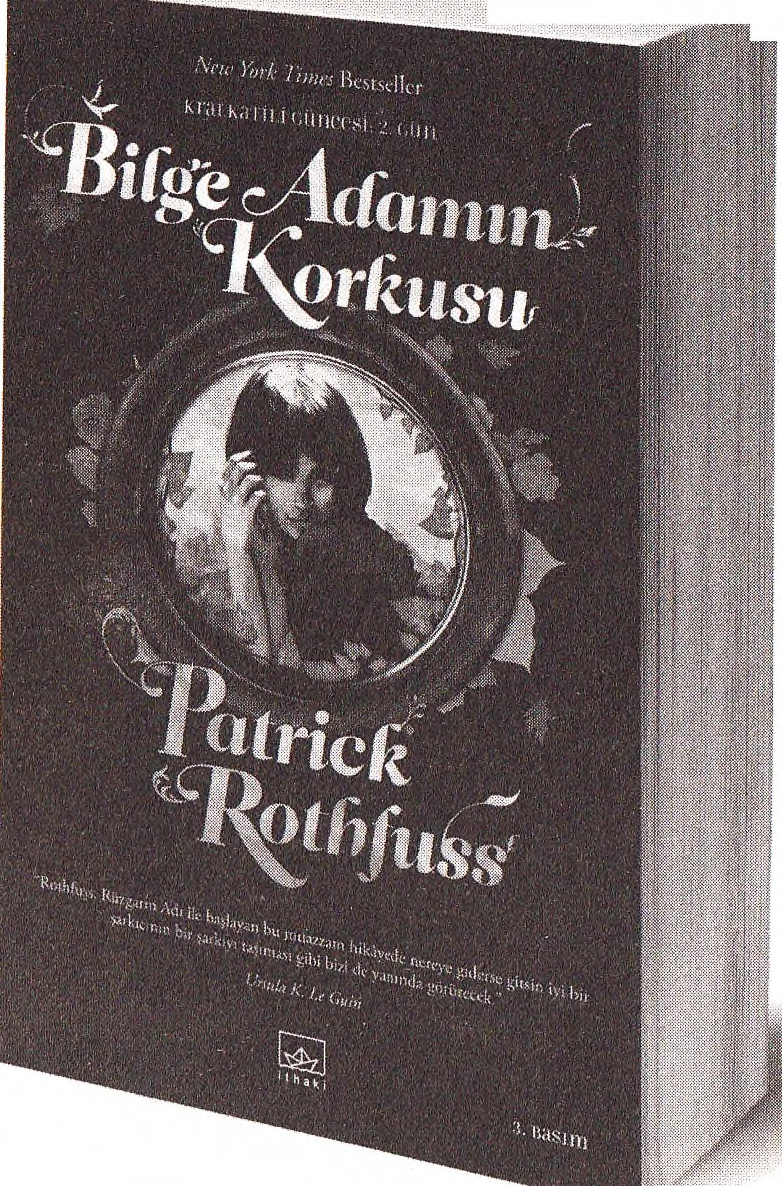 New York Times Bestseller
KRALKATİLİ GÜNCESİ: 2. GÜN
Bilge Adamın
Korkusu
Patrick
Rothfuss
"Rothfuss, Rüzgarın Adı ile başlayan bu muazzam hikâyede nereye giderse gitsin iyi bir
şarkıcının bir şarkıyı taşıması gibi bizi de yanında götürecek."
Ursula K. Le Guin
ithaki
3. BASIM